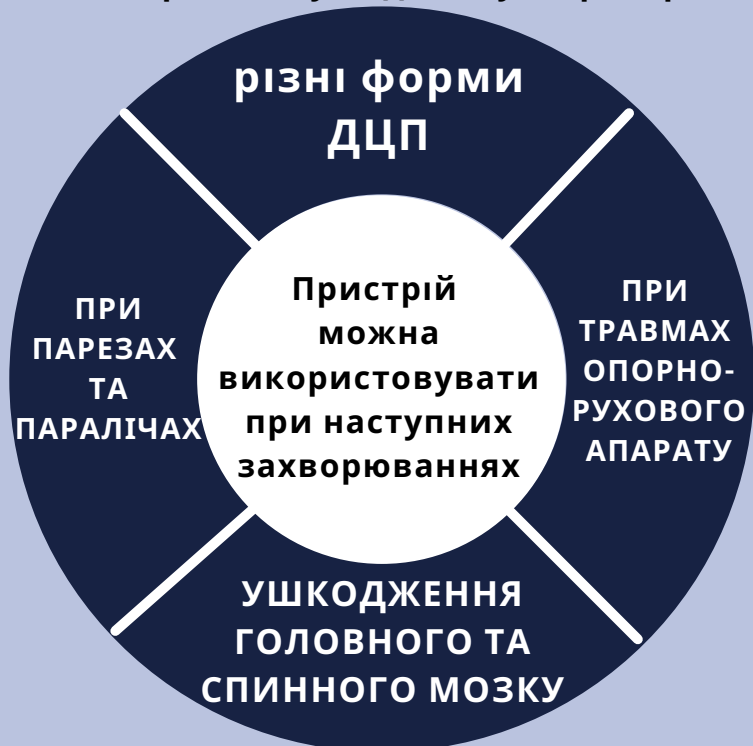 різні форми
ДЦП
ПРИ
ПАРЕЗАХ
ТА
ПАРАЛІЧАХ
Пристрій
можна
використовувати
при наступних
захворюваннях
ПРИ
ТРАВМАХ
ОПОРНО-
РУХОВОГО
АПАРАТУ
УШКОДЖЕННЯ
ГОЛОВНОГО ТА
СПИННОГО МОЗКУ